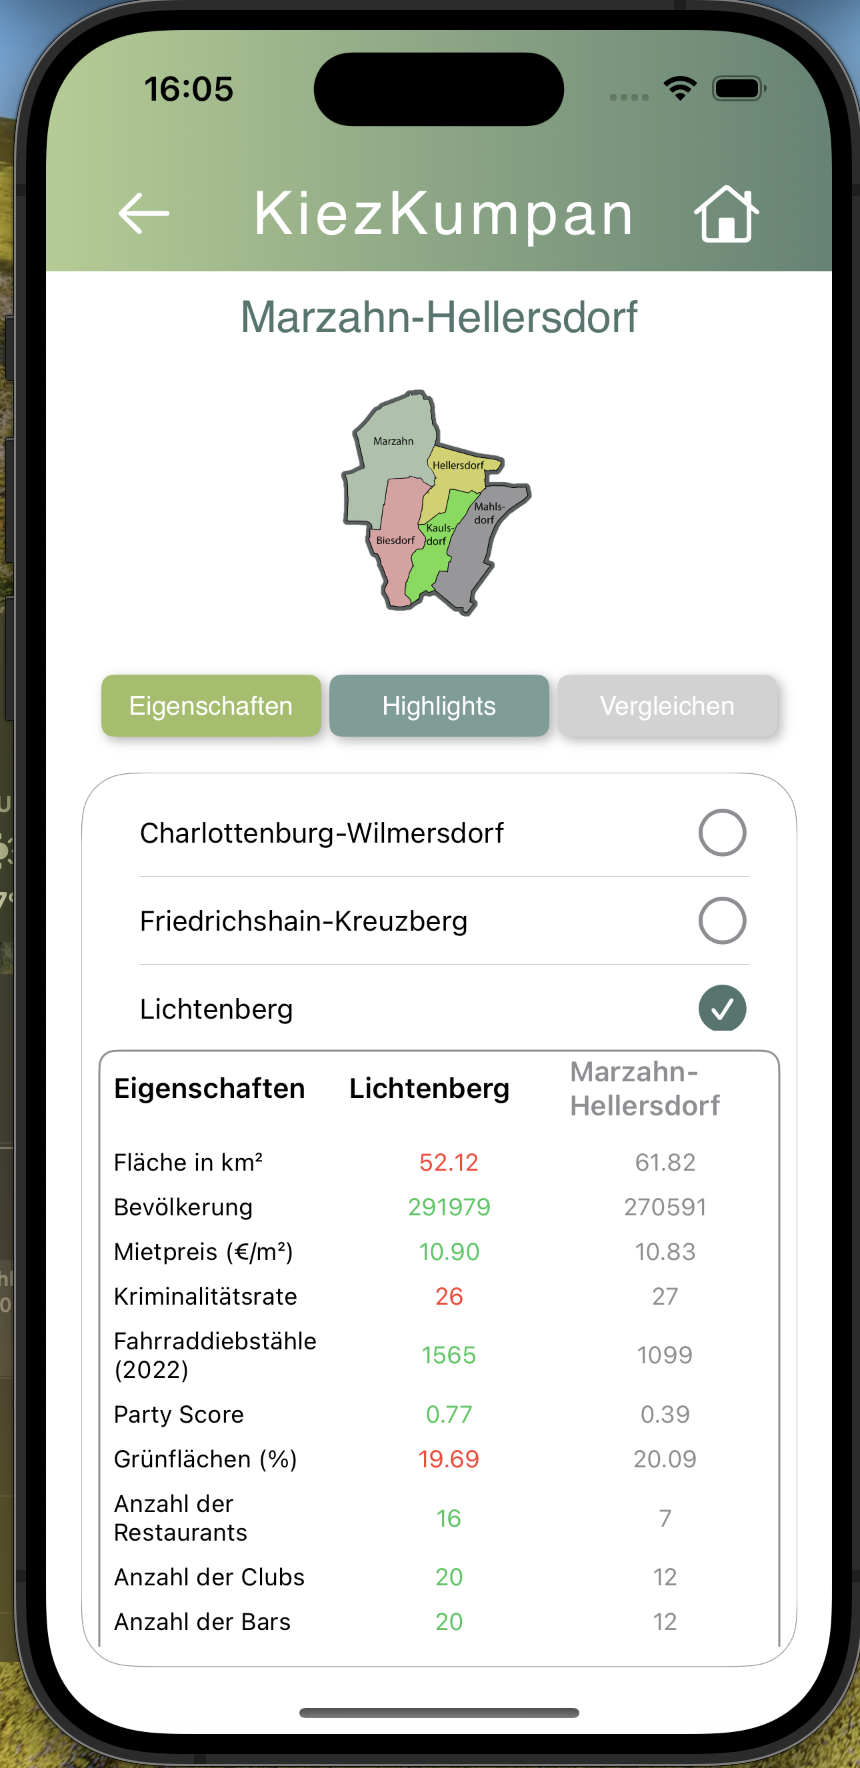 16:05
KiezKumpan
Marzahn-Hellersdorf
Marzahn
Hellersdorf
Mahls-
dorf
Kauls-
dorf
Biesdorf
Eigenschaften Highlights Vergleichen
Charlottenburg-Wilmersdorf
Friedrichshain-Kreuzberg
Lichtenberg
Eigenschaften Lichtenberg Marzahn-
Hellersdorf
Fläche in km² 52.12 61.82
Bevölkerung 291979 270591
Mietpreis (€/m²) 10.90 10.83
Kriminalitätsrate 26 27
Fahrraddiebstähle
(2022) 1565 1099
Party Score 0.77 0.39
Grünflächen (%) 19.69 20.09
Anzahl der
Restaurants 16 7
Anzahl der Clubs 20 12
Anzahl der Bars 20 12